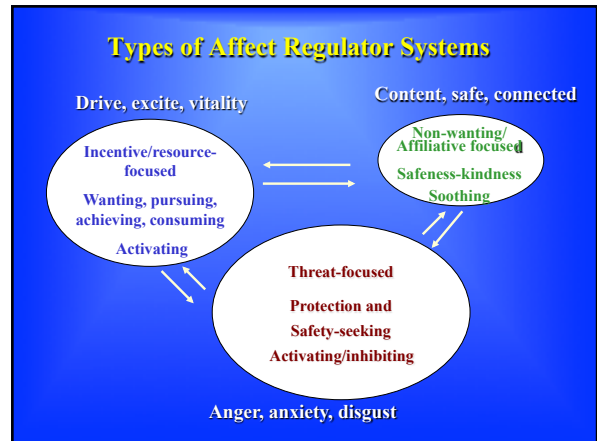 Types of Affect Regulator Systems
Drive, excite, vitality
Content, safe, connected
Incentive/resource-
focused
Wanting, pursuing,
achieving, consuming
Activating
Non-wanting/
Affiliative focused
Safeness-kindness
Soothing
Threat-focused
Protection and
Safety-seeking
Activating/inhibiting
Anger, anxiety, disgust